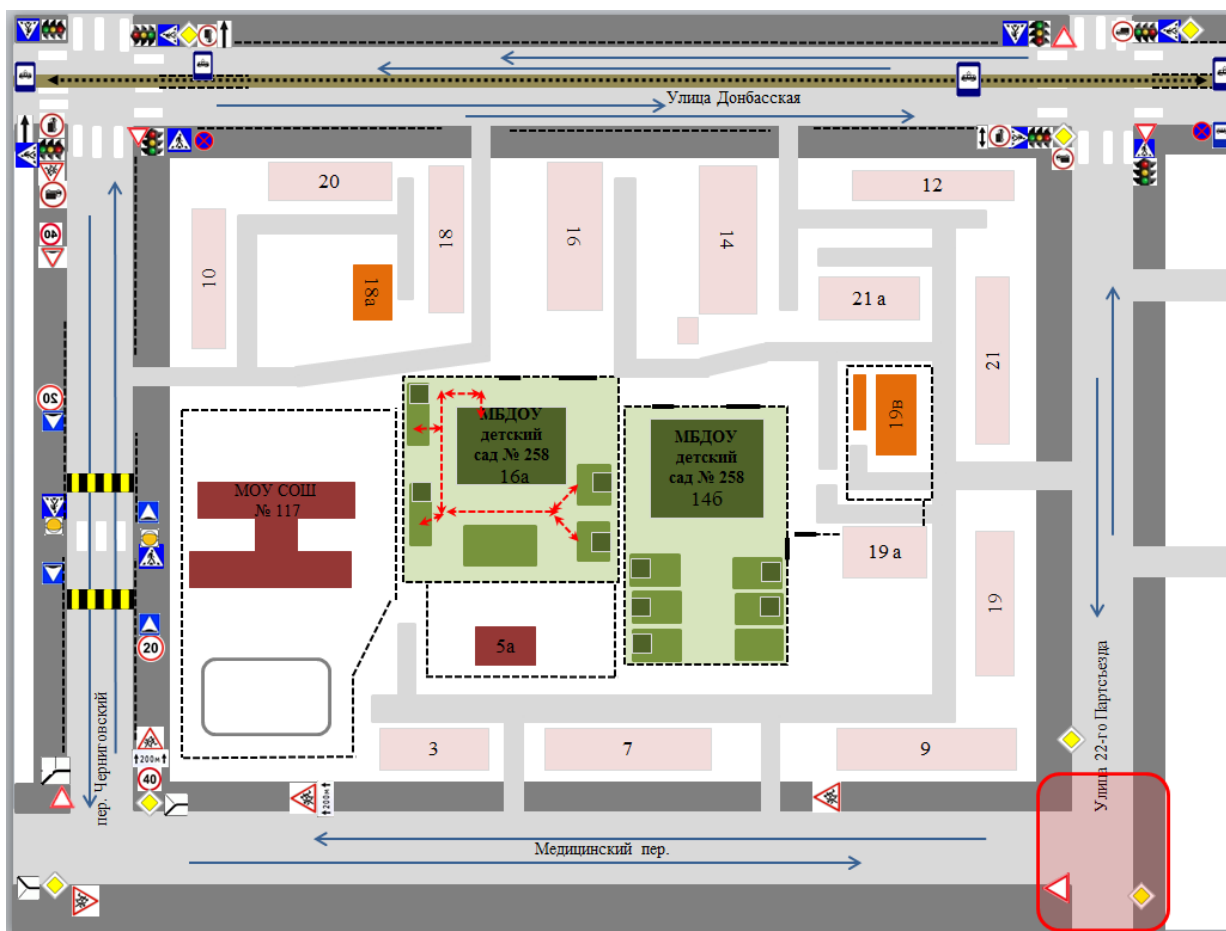 Улица Донбасская
40
20
12
10
18
16
14
18а
21 а
21
20
МБДОУ
детский
сад № 258
16а
МБДОУ
детский
сад № 258
14б
19в
МОУ СОШ
№ 117
19 а
19
5а
20
пер. Черниговский
Улица 22-го Партсъезда
200м
40
3
7
9
200м
Медицинский пер.